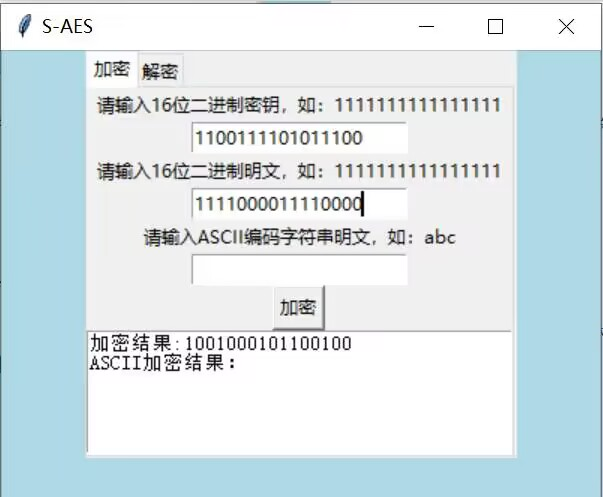 S-AES
加密 解密
请输入16位二进制密钥，如：1111111111111111
1100111101011100
请输入16位二进制明文，如：1111111111111111
1111000011110000
请输入ASCII编码字符串明文，如：abc
加密
加密结果:1001000101100100
ASCII加密结果：